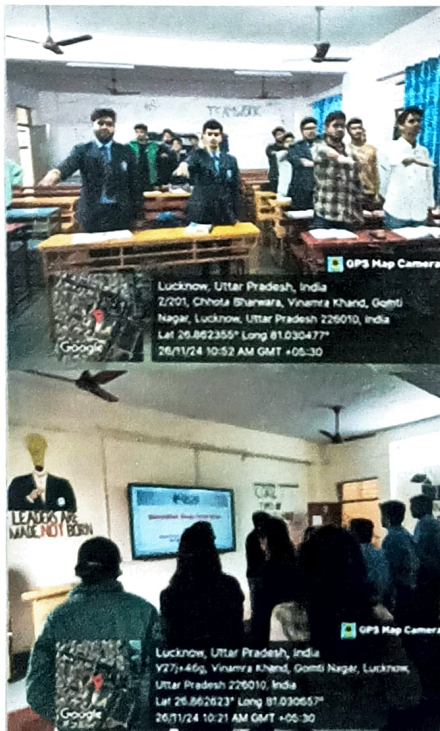 TEAMWORK
GPS Map Camera
Lucknow, Uttar Pradesh, India
2/201, Chhota Bharwara, Vinamra Khand, Gomti
Nagar, Lucknow, Uttar Pradesh 226010, India
Lat 26.862355° Long 81.030477°
26/11/24 10:52 AM GMT +05:30
Google
LEADERS ARE
MADE NOT BORN
GPS Map Camera
Lucknow, Uttar Pradesh, India
V27j+46g, Vinamra Khand, Gomti Nagar, Lucknow,
Uttar Pradesh 226010, India
Lat 26.862623° Long 81.030657°
26/11/24 10:21 AM GMT +05:30
Google